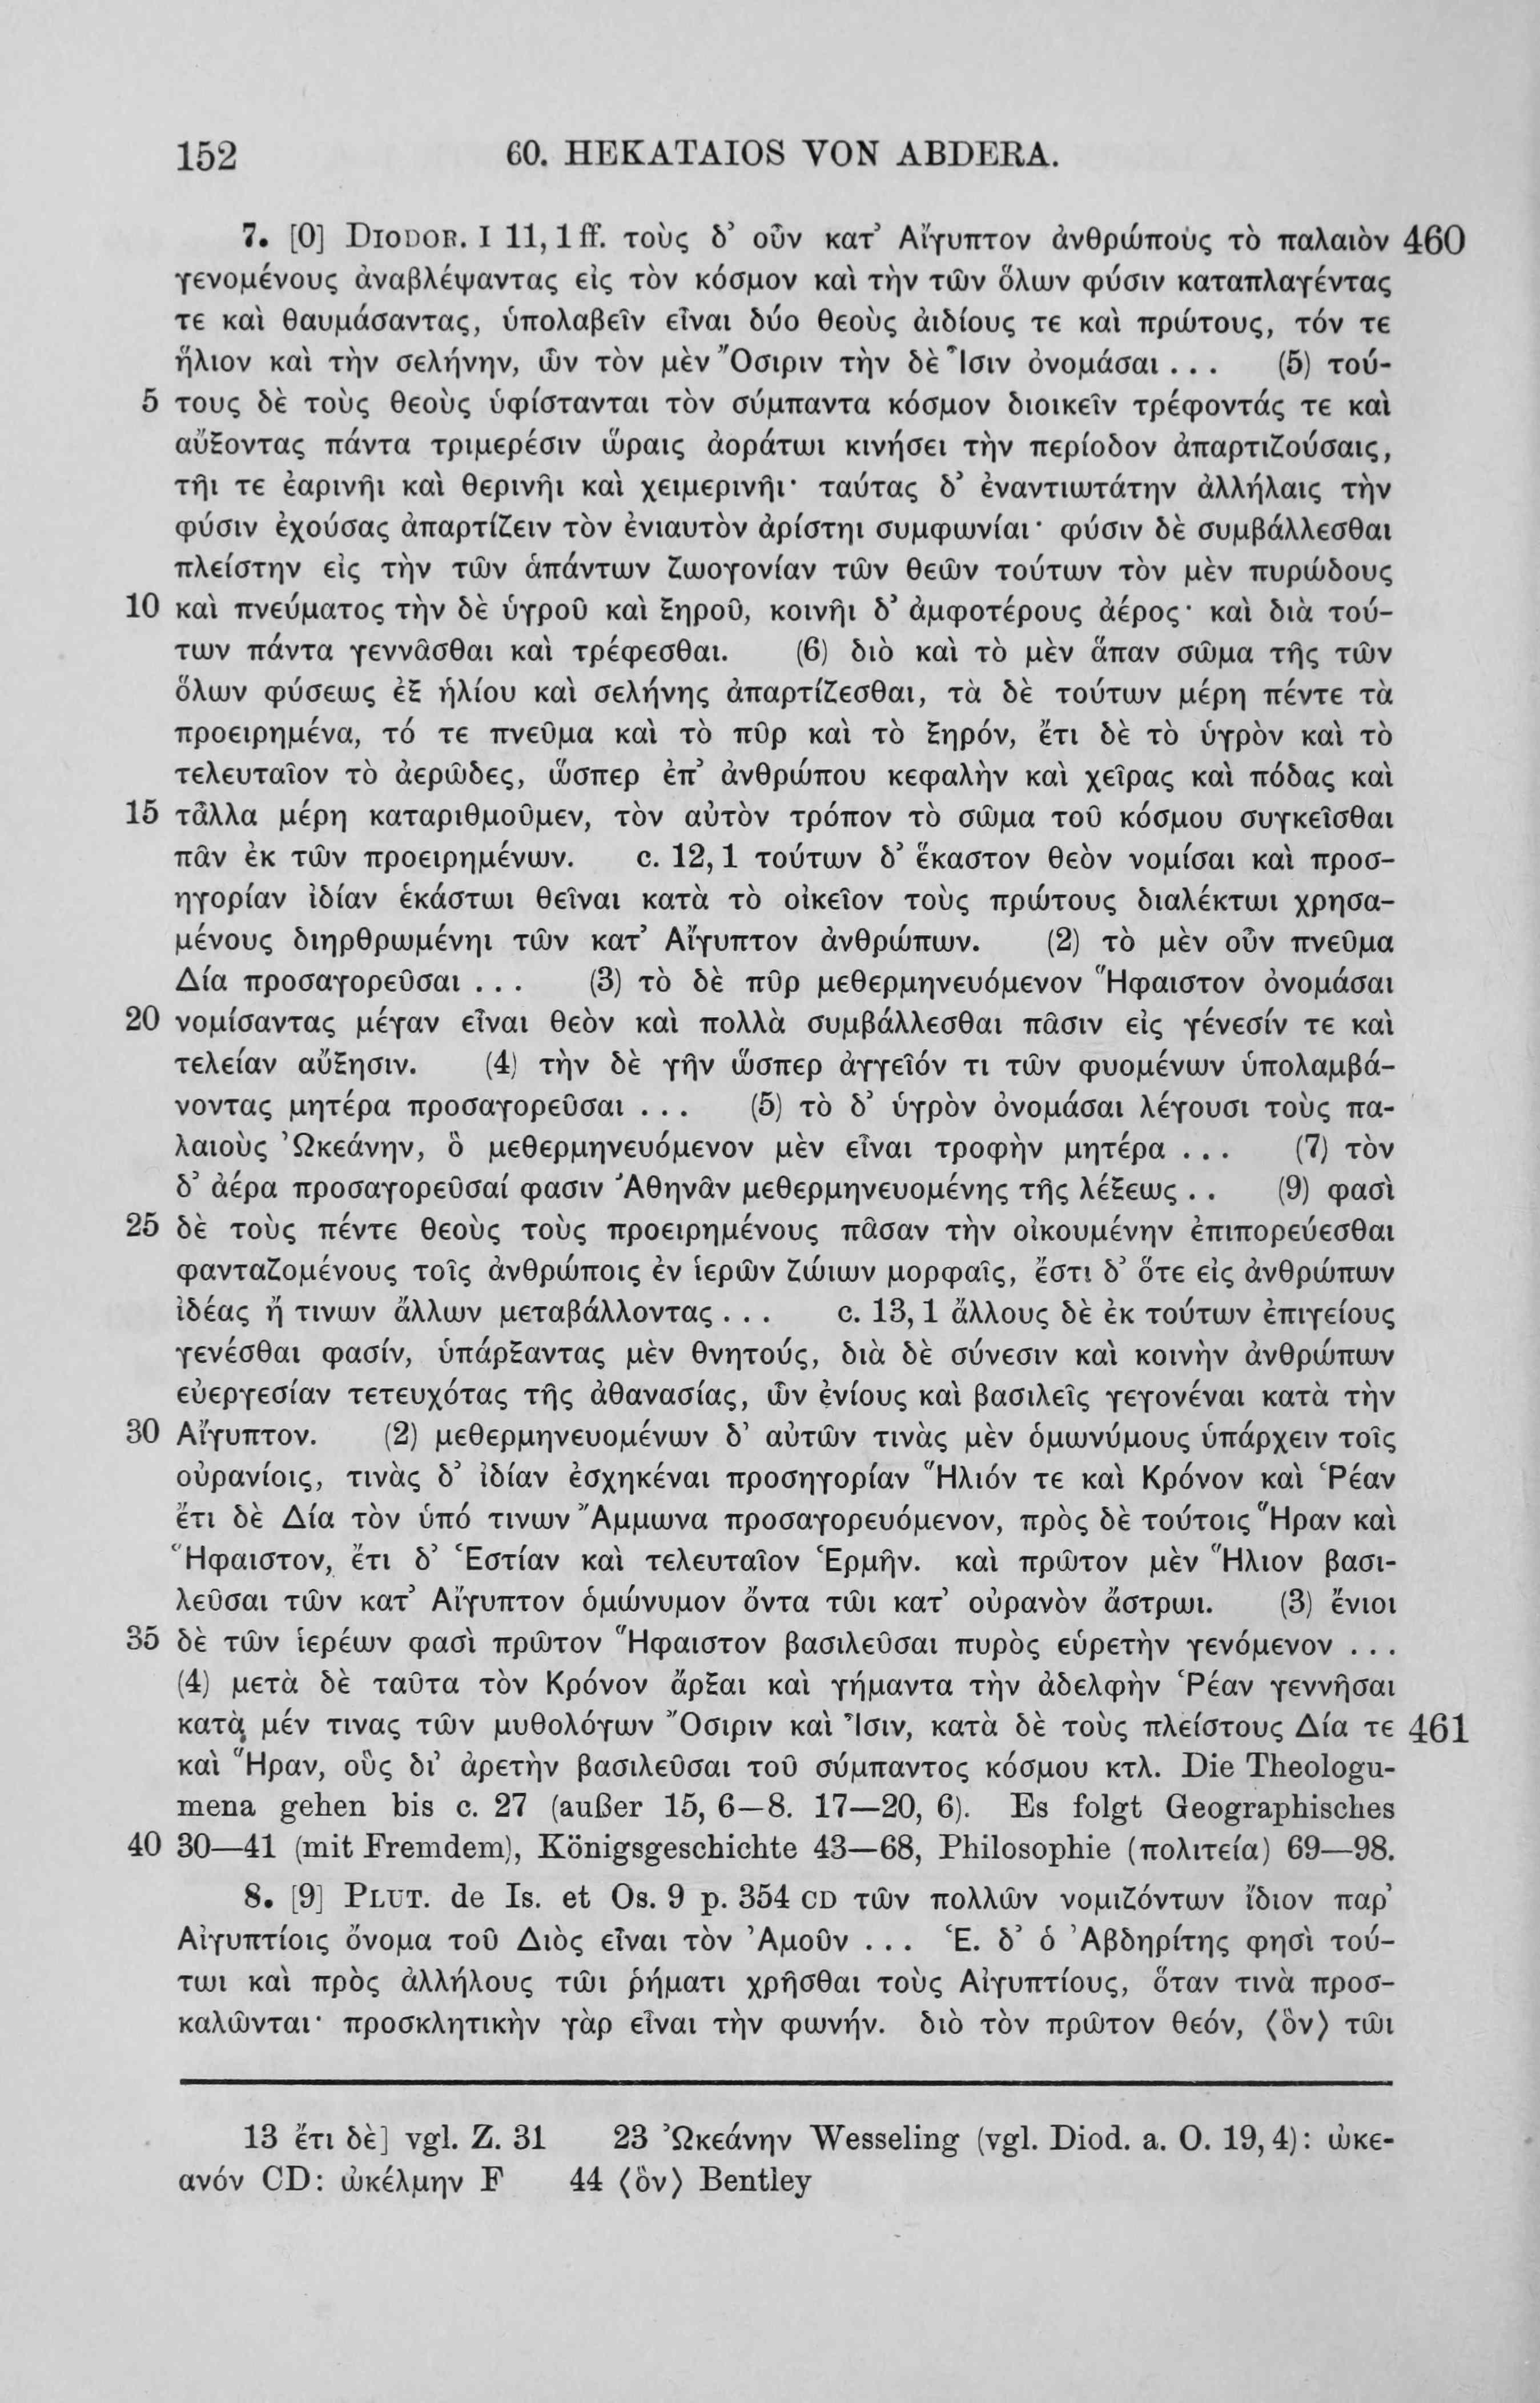 152 60. HEKATAIOS VON ABDERA.
7. [0] DIODOR. I 11, 1 ff. τοὺς δ’ οὖν κατ’ Αἴγυπτον ἀνθρώπους τὸ παλαιὸν 460
γενομένους ἀναβλέψαντας εἰς τὸν κόσμον καὶ τὴν τῶν ὅλων φύσιν καταπλαγέντας
τε καὶ θαυμάσαντας, ὑπολαβεῖν εἶναι δύο θεοὺς ἀιδίους τε καὶ πρώτους, τόν τε
ἥλιον καὶ τὴν σελήνην, ὧν τὸν μὲν Ὄσιριν τὴν δὲ Ἶσιν ὀνομάσαι . . . (5) τού-
5 τους δὲ τοὺς θεοὺς ὑφίστανται τὸν σύμπαντα κόσμον διοικεῖν τρέφοντάς τε καὶ
αὔξοντας πάντα τριμερέσιν ὥραις ἀοράτωι κινήσει τὴν περίοδον ἀπαρτιζούσαις,
τῆι τε ἐαρινῆι καὶ θερινῆι καὶ χειμερινῆι· ταύτας δ’ ἐναντιωτάτην ἀλλήλαις τὴν
φύσιν ἐχούσας ἀπαρτίζειν τὸν ἐνιαυτὸν ἀρίστηι συμφωνίαι· φύσιν δὲ συμβάλλεσθαι
πλείστην εἰς τὴν τῶν ἁπάντων ζωογονίαν τῶν θεῶν τούτων τὸν μὲν πυρώδους
10 καὶ πνεύματος τὴν δὲ ὑγροῦ καὶ ξηροῦ, κοινῆι δ’ ἀμφοτέρους ἀέρος· καὶ διὰ τού-
των πάντα γεννᾶσθαι καὶ τρέφεσθαι. (6) διὸ καὶ τὸ μὲν ἅπαν σῶμα τῆς τῶν
ὅλων φύσεως ἐξ ἡλίου καὶ σελήνης ἀπαρτίζεσθαι, τὰ δὲ τούτων μέρη πέντε τὰ
προειρημένα, τό τε πνεῦμα καὶ τὸ πῦρ καὶ τὸ ξηρόν, ἔτι δὲ τὸ ὑγρὸν καὶ τὸ
τελευταῖον τὸ ἀερῶδες, ὥσπερ ἐπ’ ἀνθρώπου κεφαλὴν καὶ χεῖρας καὶ πόδας καὶ
15 τἆλλα μέρη καταριθμοῦμεν, τὸν αὐτὸν τρόπον τὸ σῶμα τοῦ κόσμου συγκεῖσθαι
πᾶν ἐκ τῶν προειρημένων. c. 12, 1 τούτων δ’ ἕκαστον θεὸν νομίσαι καὶ προσ-
ηγορίαν ἰδίαν ἑκάστωι θεῖναι κατὰ τὸ οἰκεῖον τοὺς πρώτους διαλέκτωι χρησα-
μένους διηρθρωμένηι τῶν κατ’ Αἴγυπτον ἀνθρώπων. (2) τὸ μὲν οὖν πνεῦμα
Δία προσαγορεῦσαι . . . (3) τὸ δὲ πῦρ μεθερμηνευόμενον Ἥφαιστον ὀνομάσαι
20 νομίσαντας μέγαν εἶναι θεὸν καὶ πολλὰ συμβάλλεσθαι πᾶσιν εἰς γένεσίν τε καὶ
τελείαν αὔξησιν. (4) τὴν δὲ γῆν ὥσπερ ἀγγεῖόν τι τῶν φυομένων ὑπολαμβά-
νοντας μητέρα προσαγορεῦσαι . . . (5) τὸ δ’ ὑγρὸν ὀνομάσαι λέγουσι τοὺς πα-
λαιοὺς Ὠκεάνην, ὃ μεθερμηνευόμενον μὲν εἶναι τροφὴν μητέρα . . . (7) τὸν
δ’ ἀέρα προσαγορεῦσαί φασιν Ἀθηνᾶν μεθερμηνευομένης τῆς λέξεως . . (9) φασὶ
25 δὲ τοὺς πέντε θεοὺς τοὺς προειρημένους πᾶσαν τὴν οἰκουμένην ἐπιπορεύεσθαι
φανταζομένους τοῖς ἀνθρώποις ἐν ἱερῶν ζώιων μορφαῖς, ἔστι δ’ ὅτε εἰς ἀνθρώπων
ἰδέας ἤ τινων ἄλλων μεταβάλλοντας . . . c. 13, 1 ἄλλους δὲ ἐκ τούτων ἐπιγείους
γενέσθαι φασίν, ὑπάρξαντας μὲν θνητούς, διὰ δὲ σύνεσιν καὶ κοινὴν ἀνθρώπων
εὐεργεσίαν τετευχότας τῆς ἀθανασίας, ὧν ἐνίους καὶ βασιλεῖς γεγονέναι κατὰ τὴν
30 Αἴγυπτον. (2) μεθερμηνευομένων δ’ αὐτῶν τινὰς μὲν ὁμωνύμους ὑπάρχειν τοῖς
οὐρανίοις, τινὰς δ’ ἰδίαν ἐσχηκέναι προσηγορίαν Ἥλιόν τε καὶ Κρόνον καὶ Ῥέαν
ἔτι δὲ Δία τὸν ὑπό τινων Ἄμμωνα προσαγορευόμενον, πρὸς δὲ τούτοις Ἥραν καὶ
Ἥφαιστον, ἔτι δ’ Ἑστίαν καὶ τελευταῖον Ἑρμῆν. καὶ πρῶτον μὲν Ἥλιον βασι-
λεῦσαι τῶν κατ’ Αἴγυπτον ὁμώνυμον ὄντα τῶι κατ’ οὐρανὸν ἄστρωι. (3) ἔνιοι
35 δὲ τῶν ἱερέων φασὶ πρῶτον Ἥφαιστον βασιλεῦσαι πυρὸς εὑρετὴν γενόμενον . . .
(4) μετὰ δὲ ταῦτα τὸν Κρόνον ἄρξαι καὶ γήμαντα τὴν ἀδελφὴν Ῥέαν γεννῆσαι
κατὰ μέν τινας τῶν μυθολόγων Ὄσιριν καὶ Ἶσιν, κατὰ δὲ τοὺς πλείστους Δία τε 461
καὶ Ἥραν, οὓς δι’ ἀρετὴν βασιλεῦσαι τοῦ σύμπαντος κόσμου κτλ. Die Theologu-
mena gehen bis c. 27 (außer 15, 6—8. 17—20, 6). Es folgt Geographisches
40 30—41 (mit Fremdem), Königsgeschichte 43—68, Philosophie (πολιτεία) 69—98.
8. [9] PLUT. de Is. et Os. 9 p. 354 CD τῶν πολλῶν νομιζόντων ἴδιον παρ’
Αἰγυπτίοις ὄνομα τοῦ Διὸς εἶναι τὸν Ἀμοῦν . . . Ἑ. δ’ ὁ Ἀβδηρίτης φησὶ τού-
τωι καὶ πρὸς ἀλλήλους τῶι ῥήματι χρῆσθαι τοὺς Αἰγυπτίους, ὅταν τινὰ προσ-
καλῶνται· προσκλητικὴν γὰρ εἶναι τὴν φωνήν. διὸ τὸν πρῶτον θεόν, ⟨ὃν⟩ τῶι
13 ἔτι δὲ] vgl. Z. 31 23 Ὠκεάνην Wesseling (vgl. Diod. a. O. 19, 4): ὠκε-
ανόν CD: ὠκέλμην F 44 ⟨ὃν⟩ Bentley